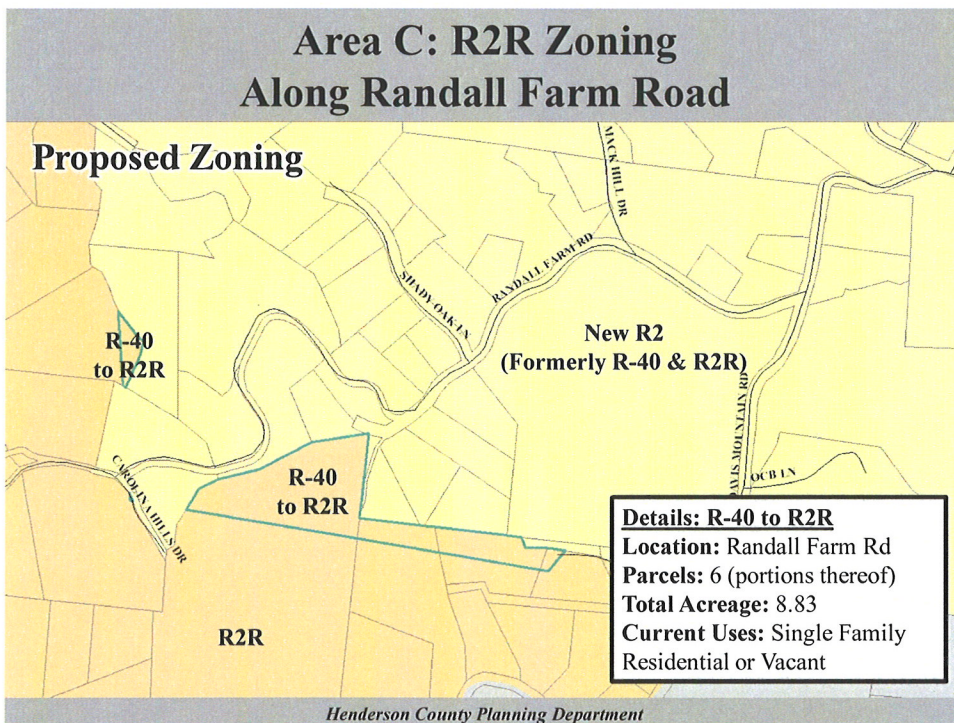 Area C: R2R Zoning
Along Randall Farm Road
Proposed Zoning
MACK HILL DR
RANDALL FARM RD
SHADY OAK LN
New R2
(Formerly R-40 & R2R)
R-40
to R2R
DAVIS MOUNTAIN RD
OCB LN
CAROLINA HILLS DR
R-40
to R2R
R2R
Details: R-40 to R2R
Location: Randall Farm Rd
Parcels: 6 (portions thereof)
Total Acreage: 8.83
Current Uses: Single Family
Residential or Vacant
Henderson County Planning Department